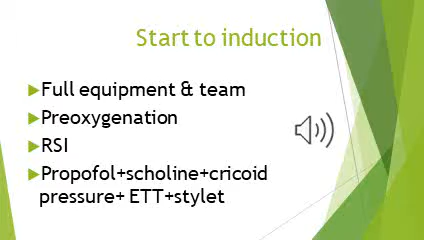 Start to induction
Full equipment & team
Preoxygenation
RSI
Propofol+scholine+cricoid
pressure+ ETT+stylet